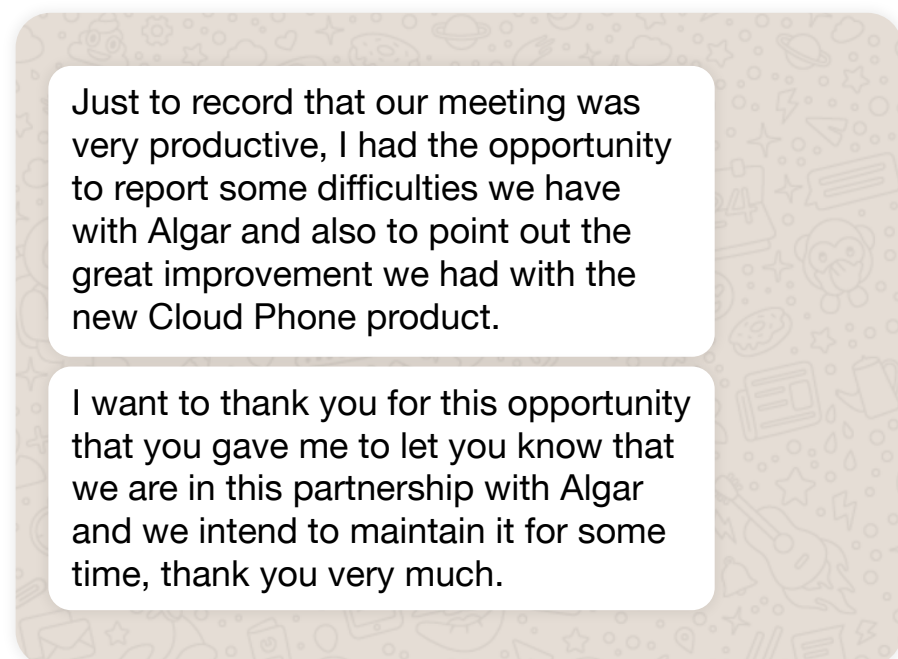 Just to record that our meeting was
very productive, I had the opportunity
to report some difficulties we have
with Algar and also to point out the
great improvement we had with the
new Cloud Phone product.
I want to thank you for this opportunity
that you gave me to let you know that
we are in this partnership with Algar
and we intend to maintain it for some
time, thank you very much.